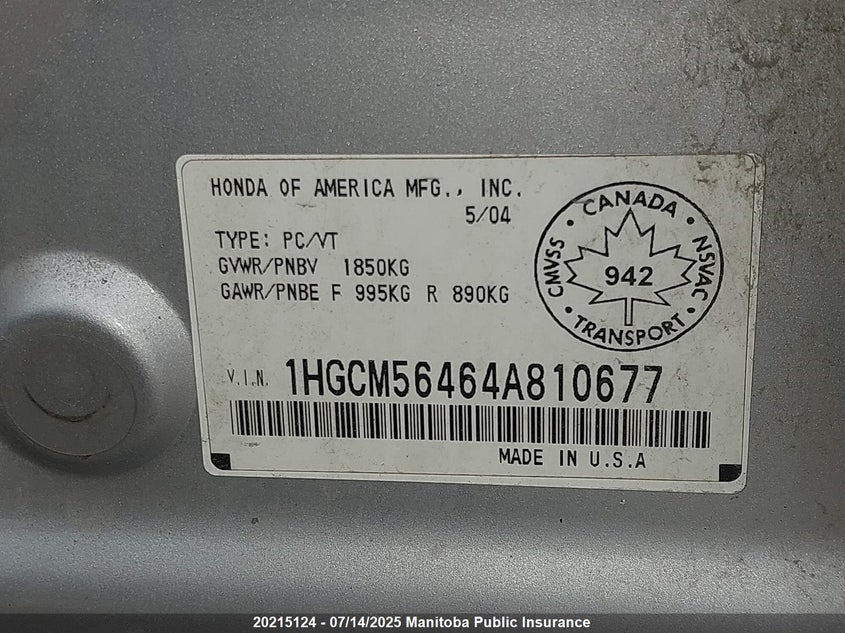 HONDA OF AMERICA MFG., INC.
5/04
TYPE: PC/VT
GVWR/PNBV 1850KG
GAWR/PNBE F 995KG R 890KG
CANADA
CMVSS
942
NSVAC
TRANSPORT
V.I.N. 1HGCM56464A810677
MADE IN U.S.A
20215124 - 07/14/2025 Manitoba Public Insurance